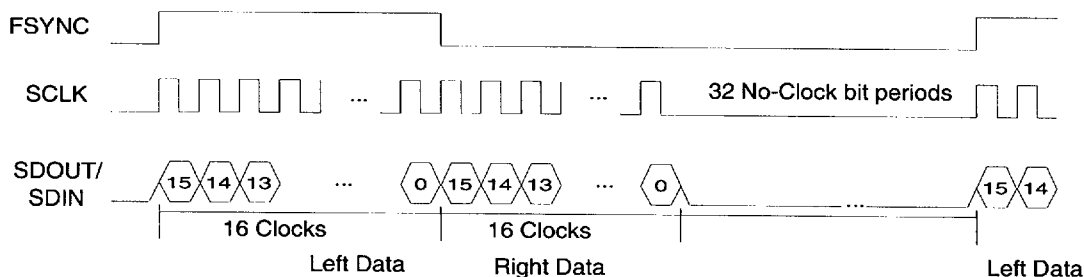 FSYNC
SCLK ... ... 32 No-Clock bit periods
SDOUT/
SDIN
15 14 13 ... 0 15 14 13 ... 0 ... 15 14
16 Clocks 16 Clocks
Left Data Right Data Left Data